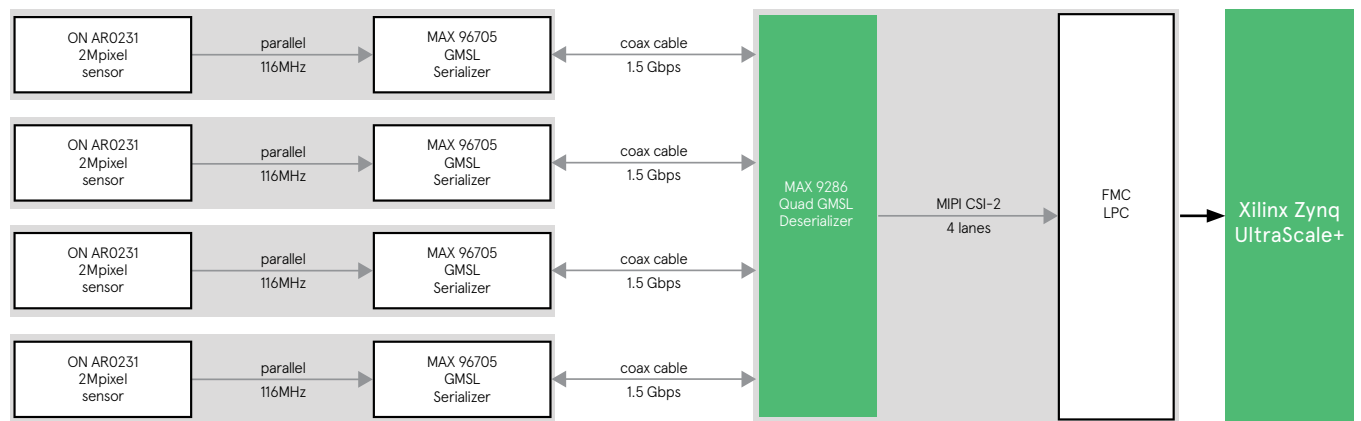 ON AR0231
2Mpixel
sensor
parallel
116MHz
MAX 96705
GMSL
Serializer
coax cable
1.5 Gbps
ON AR0231
2Mpixel
sensor
parallel
116MHz
MAX 96705
GMSL
Serializer
coax cable
1.5 Gbps
ON AR0231
2Mpixel
sensor
parallel
116MHz
MAX 96705
GMSL
Serializer
coax cable
1.5 Gbps
ON AR0231
2Mpixel
sensor
parallel
116MHz
MAX 96705
GMSL
Serializer
coax cable
1.5 Gbps
MAX 9286
Quad GMSL
Deserializer
MIPI CSI-2
4 lanes
FMC
LPC
Xilinx Zynq
UltraScale+